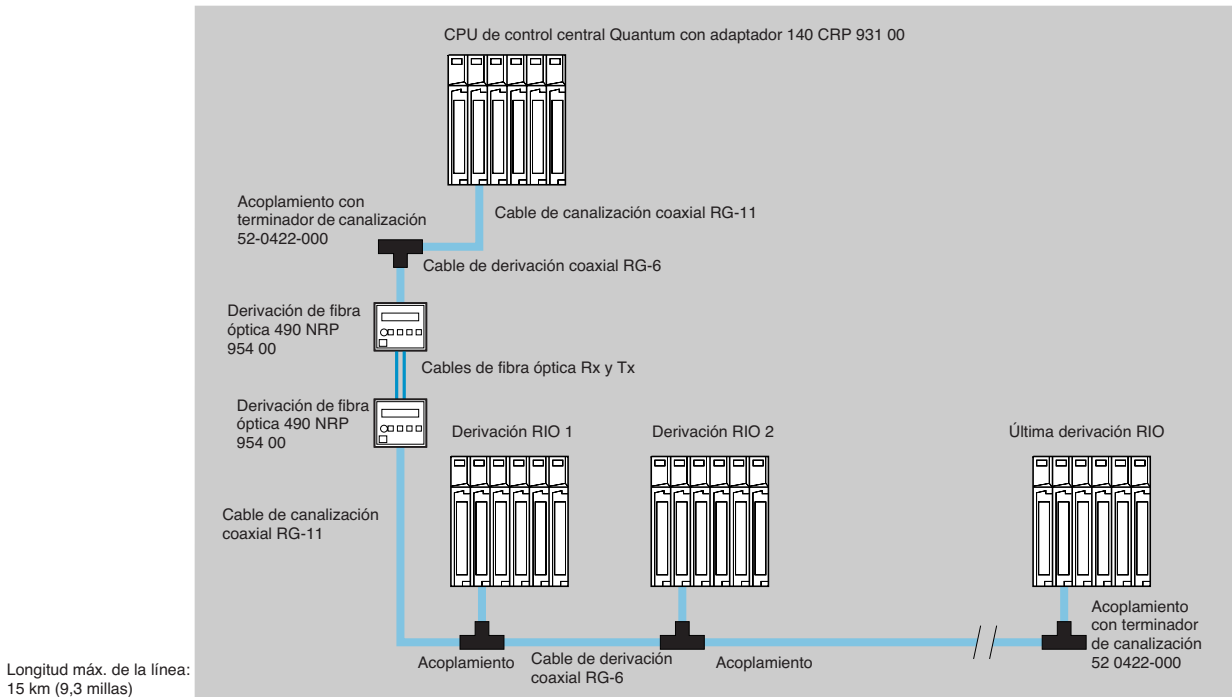 CPU de control central Quantum con adaptador 140 CRP 931 00
Acoplamiento con
terminador de canalización
52-0422-000
Cable de canalización coaxial RG-11
Cable de derivación coaxial RG-6
Derivación de fibra
óptica 490 NRP
954 00
Cables de fibra óptica Rx y Tx
Derivación de fibra
óptica 490 NRP
954 00
Derivación RIO 1
Derivación RIO 2
Última derivación RIO
Cable de canalización
coaxial RG-11
Acoplamiento
Cable de derivación
coaxial RG-6
Acoplamiento
Acoplamiento
con terminador
de canalización
52 0422-000
Longitud máx. de la línea:
15 km (9,3 millas)